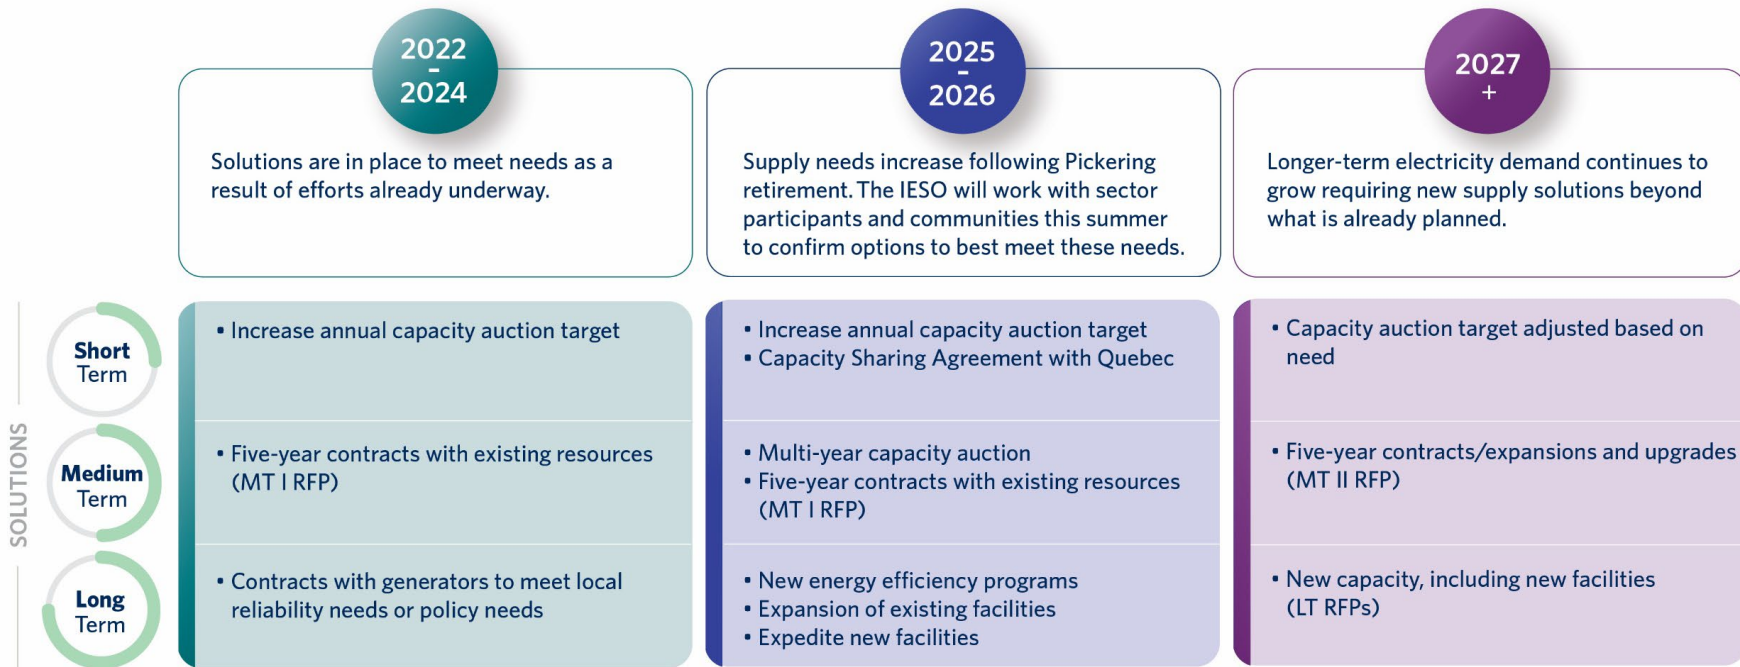 2022
–
2024
Solutions are in place to meet needs as a
result of efforts already underway.
2025
–
2026
Supply needs increase following Pickering
retirement. The IESO will work with sector
participants and communities this summer
to confirm options to best meet these needs.
2027
+
Longer-term electricity demand continues to
grow requiring new supply solutions beyond
what is already planned.
SOLUTIONS
Short
Term
▪ Increase annual capacity auction target
▪ Increase annual capacity auction target
▪ Capacity Sharing Agreement with Quebec
▪ Capacity auction target adjusted based on
need
Medium
Term
▪ Five-year contracts with existing resources
(MT I RFP)
▪ Multi-year capacity auction
▪ Five-year contracts with existing resources
(MT I RFP)
▪ Five-year contracts/expansions and upgrades
(MT II RFP)
Long
Term
▪ Contracts with generators to meet local
reliability needs or policy needs
▪ New energy efficiency programs
▪ Expansion of existing facilities
▪ Expedite new facilities
▪ New capacity, including new facilities
(LT RFPs)